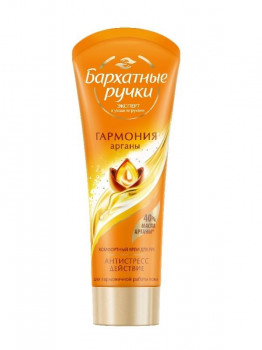 Бархатные
ручки
ЭКСПЕРТ
ГАРМОНИЯ
арганы
40%
МАСЛА
АРГАНЫ*
АНТИСТРЕСС
ДЕЙСТВИЕ